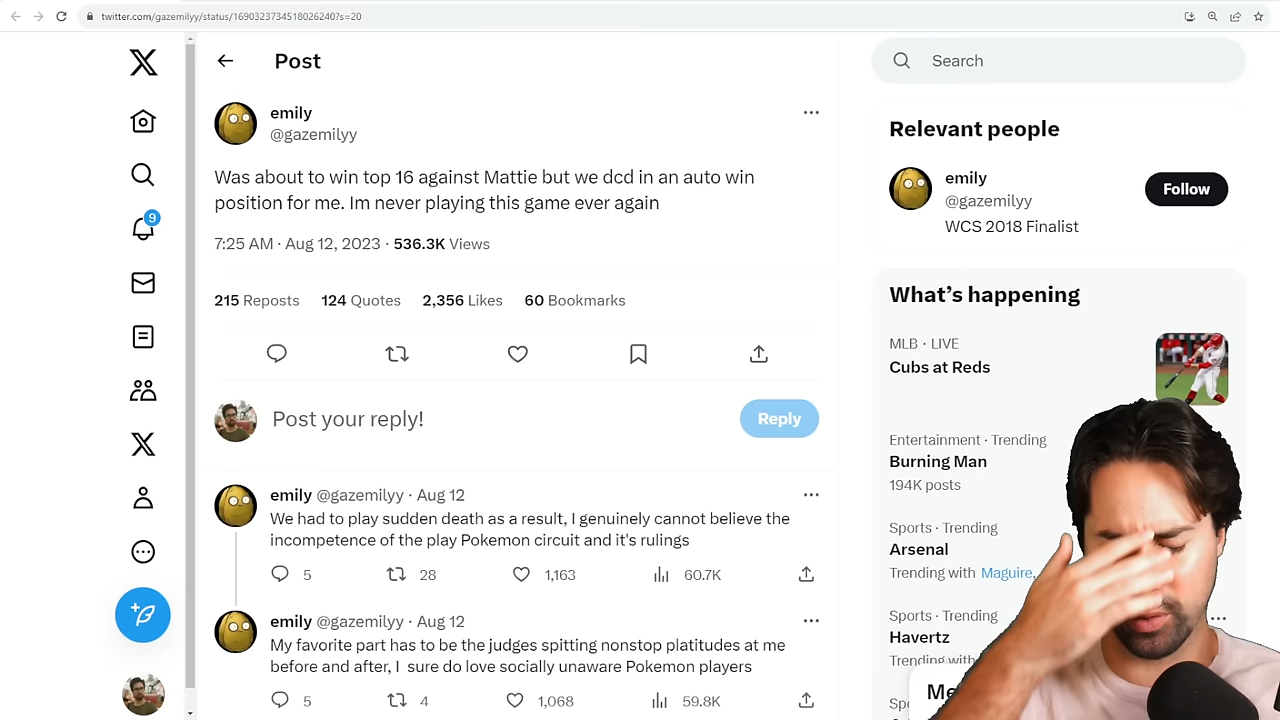 twitter.com/gazemilyy/status/1690323734518026240?s=20
Post
Search
emily
@gazemilyy
Was about to win top 16 against Mattie but we dcd in an auto win
position for me. Im never playing this game ever again
7:25 AM · Aug 12, 2023 · 536.3K Views
215 Reposts 124 Quotes 2,356 Likes 60 Bookmarks
Post your reply!
Reply
emily @gazemilyy · Aug 12
We had to play sudden death as a result, I genuinely cannot believe the
incompetence of the play Pokemon circuit and it's rulings
5 28 1,163 60.7K
emily @gazemilyy · Aug 12
My favorite part has to be the judges spitting nonstop platitudes at me
before and after, I sure do love socially unaware Pokemon players
5 4 1,068 59.8K
9
Relevant people
emily
@gazemilyy
Follow
WCS 2018 Finalist
What's happening
MLB · LIVE
Cubs at Reds
Entertainment · Trending
Burning Man
194K posts
Sports · Trending
Arsenal
Trending with Maguire,
Sports · Trending
Havertz
Trending with